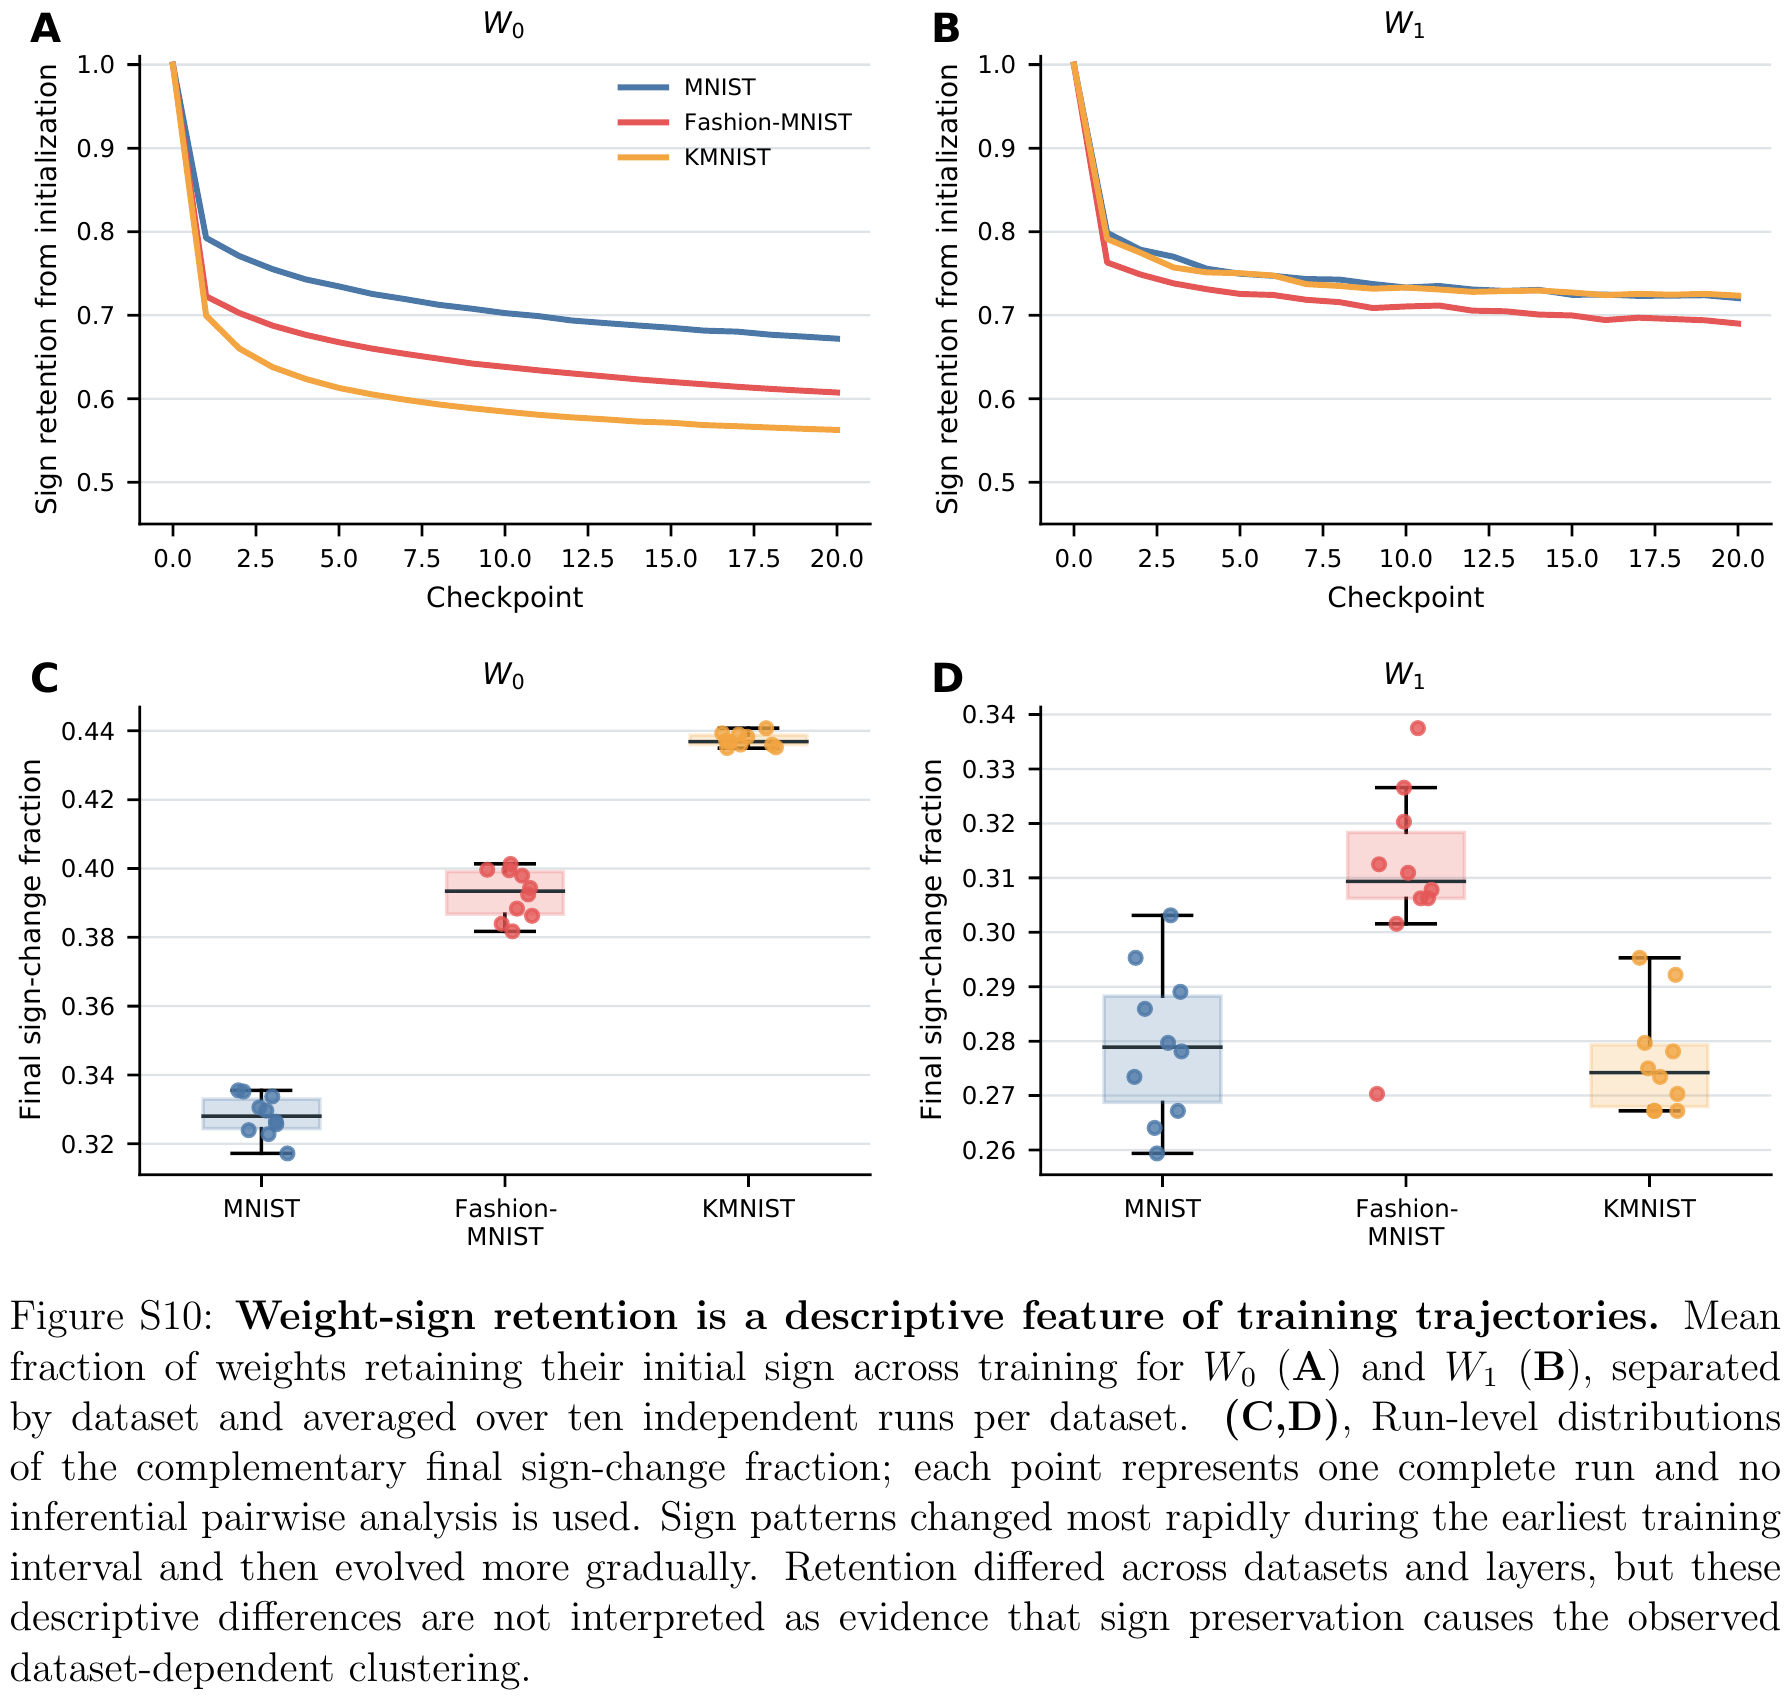 A
W₀
Sign retention from initialization
1.0
0.9
0.8
0.7
0.6
0.5
MNIST
Fashion-MNIST
KMNIST
0.0 2.5 5.0 7.5 10.0 12.5 15.0 17.5 20.0
Checkpoint
B
W₁
Sign retention from initialization
1.0
0.9
0.8
0.7
0.6
0.5
0.0 2.5 5.0 7.5 10.0 12.5 15.0 17.5 20.0
Checkpoint
C
W₀
Final sign-change fraction
0.44
0.42
0.40
0.38
0.36
0.34
0.32
MNIST
Fashion-
MNIST
KMNIST
D
W₁
Final sign-change fraction
0.34
0.33
0.32
0.31
0.30
0.29
0.28
0.27
0.26
MNIST
Fashion-
MNIST
KMNIST
Figure S10: Weight-sign retention is a descriptive feature of training trajectories. Mean
fraction of weights retaining their initial sign across training for W₀ (A) and W₁ (B), separated
by dataset and averaged over ten independent runs per dataset. (C,D), Run-level distributions
of the complementary final sign-change fraction; each point represents one complete run and no
inferential pairwise analysis is used. Sign patterns changed most rapidly during the earliest training
interval and then evolved more gradually. Retention differed across datasets and layers, but these
descriptive differences are not interpreted as evidence that sign preservation causes the observed
dataset-dependent clustering.